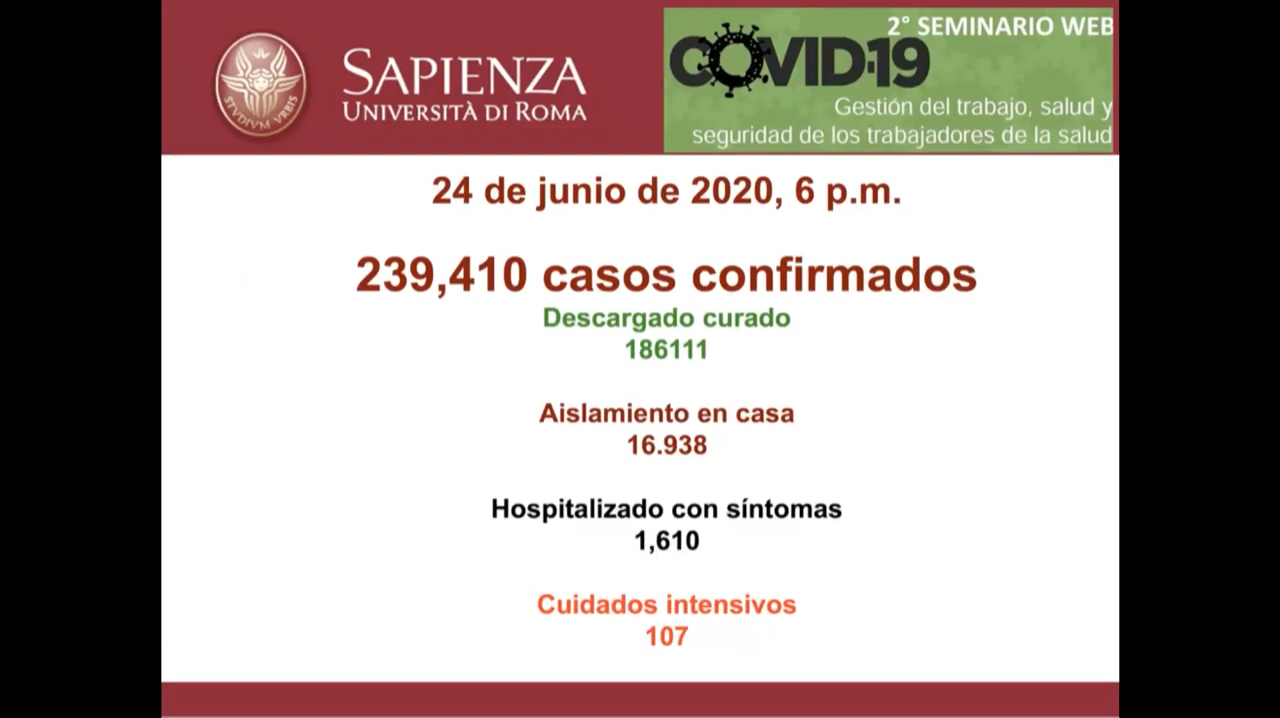 SAPIENZA
UNIVERSITÀ DI ROMA
STVDIVM VRBIS
2° SEMINARIO WEB
COVID-19
Gestión del trabajo, salud y
seguridad de los trabajadores de la salud
24 de junio de 2020, 6 p.m.
239,410 casos confirmados
Descargado curado
186111
Aislamiento en casa
16.938
Hospitalizado con síntomas
1,610
Cuidados intensivos
107